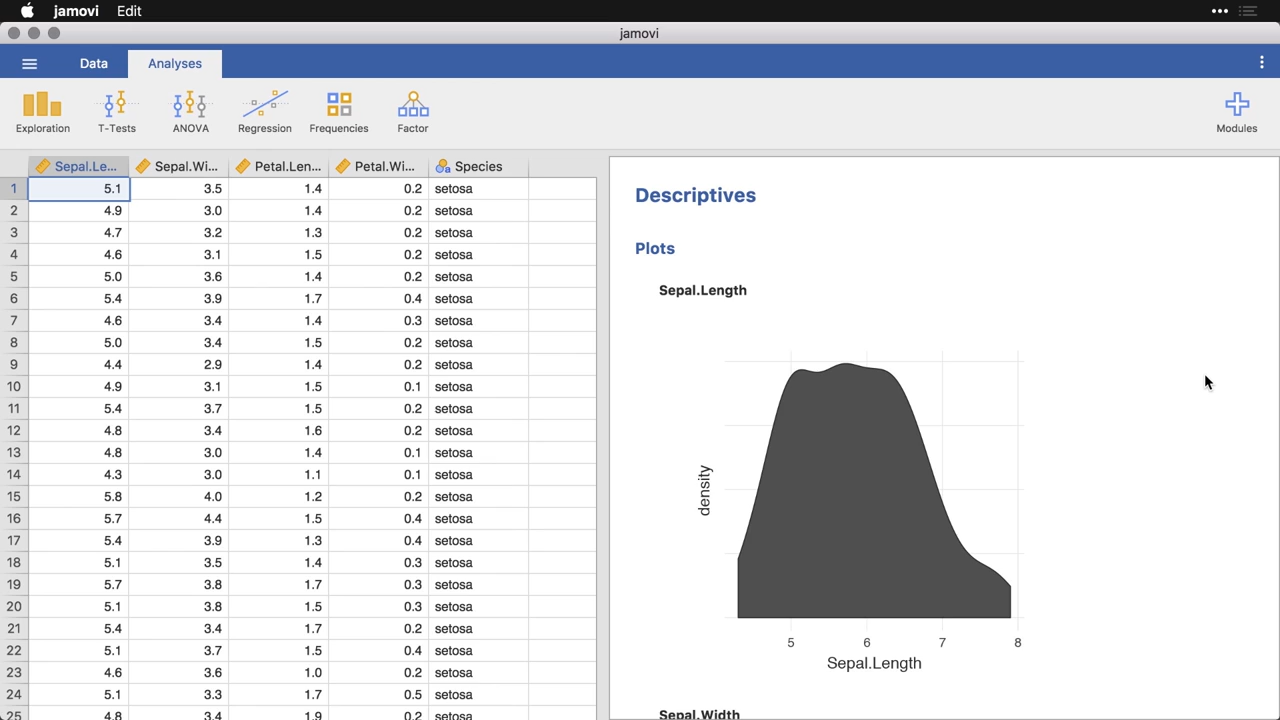 jamovi Edit
jamovi
Data Analyses
Exploration T-Tests ANOVA Regression Frequencies Factor Modules
Sepal.Le... Sepal.Wi... Petal.Len... Petal.Wi... Species
1 5.1 3.5 1.4 0.2 setosa
2 4.9 3.0 1.4 0.2 setosa
3 4.7 3.2 1.3 0.2 setosa
4 4.6 3.1 1.5 0.2 setosa
5 5.0 3.6 1.4 0.2 setosa
6 5.4 3.9 1.7 0.4 setosa
7 4.6 3.4 1.4 0.3 setosa
8 5.0 3.4 1.5 0.2 setosa
9 4.4 2.9 1.4 0.2 setosa
10 4.9 3.1 1.5 0.1 setosa
11 5.4 3.7 1.5 0.2 setosa
12 4.8 3.4 1.6 0.2 setosa
13 4.8 3.0 1.4 0.1 setosa
14 4.3 3.0 1.1 0.1 setosa
15 5.8 4.0 1.2 0.2 setosa
16 5.7 4.4 1.5 0.4 setosa
17 5.4 3.9 1.3 0.4 setosa
18 5.1 3.5 1.4 0.3 setosa
19 5.7 3.8 1.7 0.3 setosa
20 5.1 3.8 1.5 0.3 setosa
21 5.4 3.4 1.7 0.2 setosa
22 5.1 3.7 1.5 0.4 setosa
23 4.6 3.6 1.0 0.2 setosa
24 5.1 3.3 1.7 0.5 setosa
25 4.8 3.4 1.9 0.2 setosa
Descriptives
Plots
Sepal.Length
density
5 6 7 8
Sepal.Length
Sepal.Width